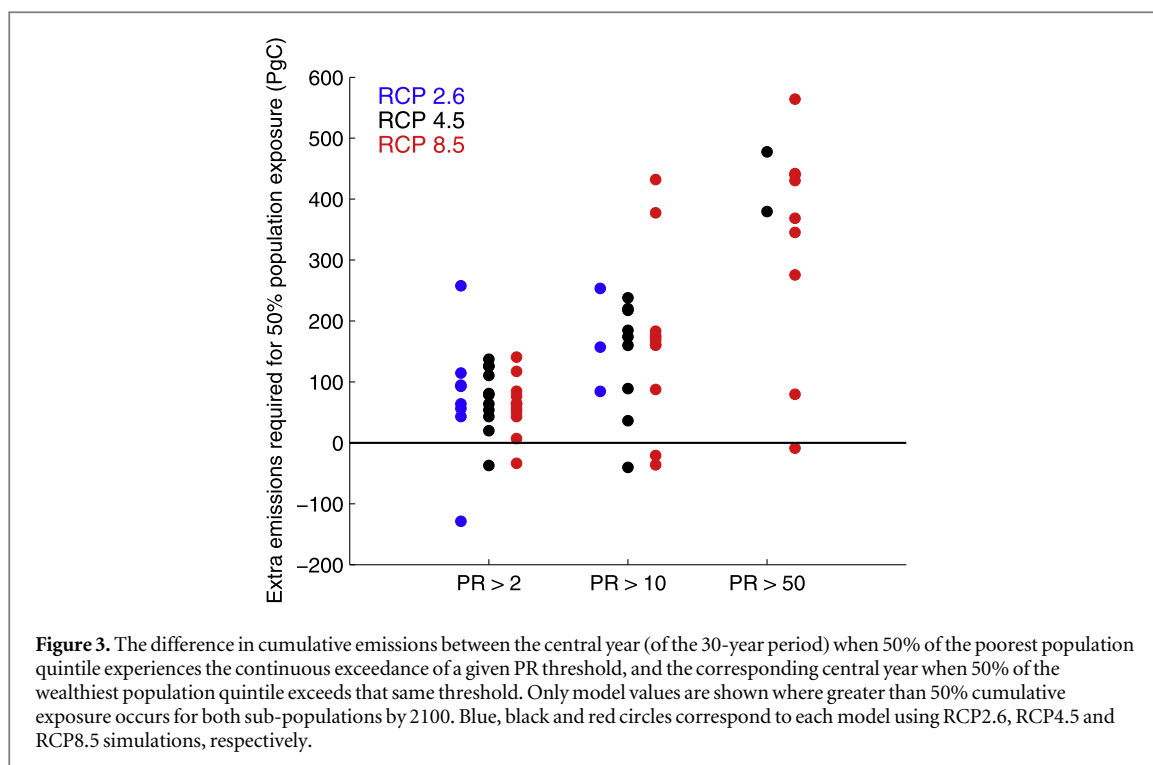 Extra emissions required for 50% population exposure (PgC)
600
500
400
300
200
100
0
−100
−200
RCP 2.6
RCP 4.5
RCP 8.5
PR > 2
PR > 10
PR > 50
Figure 3. The difference in cumulative emissions between the central year (of the 30-year period) when 50% of the poorest population
quintile experiences the continuous exceedance of a given PR threshold, and the corresponding central year when 50% of the
wealthiest population quintile exceeds that same threshold. Only model values are shown where greater than 50% cumulative
exposure occurs for both sub-populations by 2100. Blue, black and red circles correspond to each model using RCP2.6, RCP4.5 and
RCP8.5 simulations, respectively.